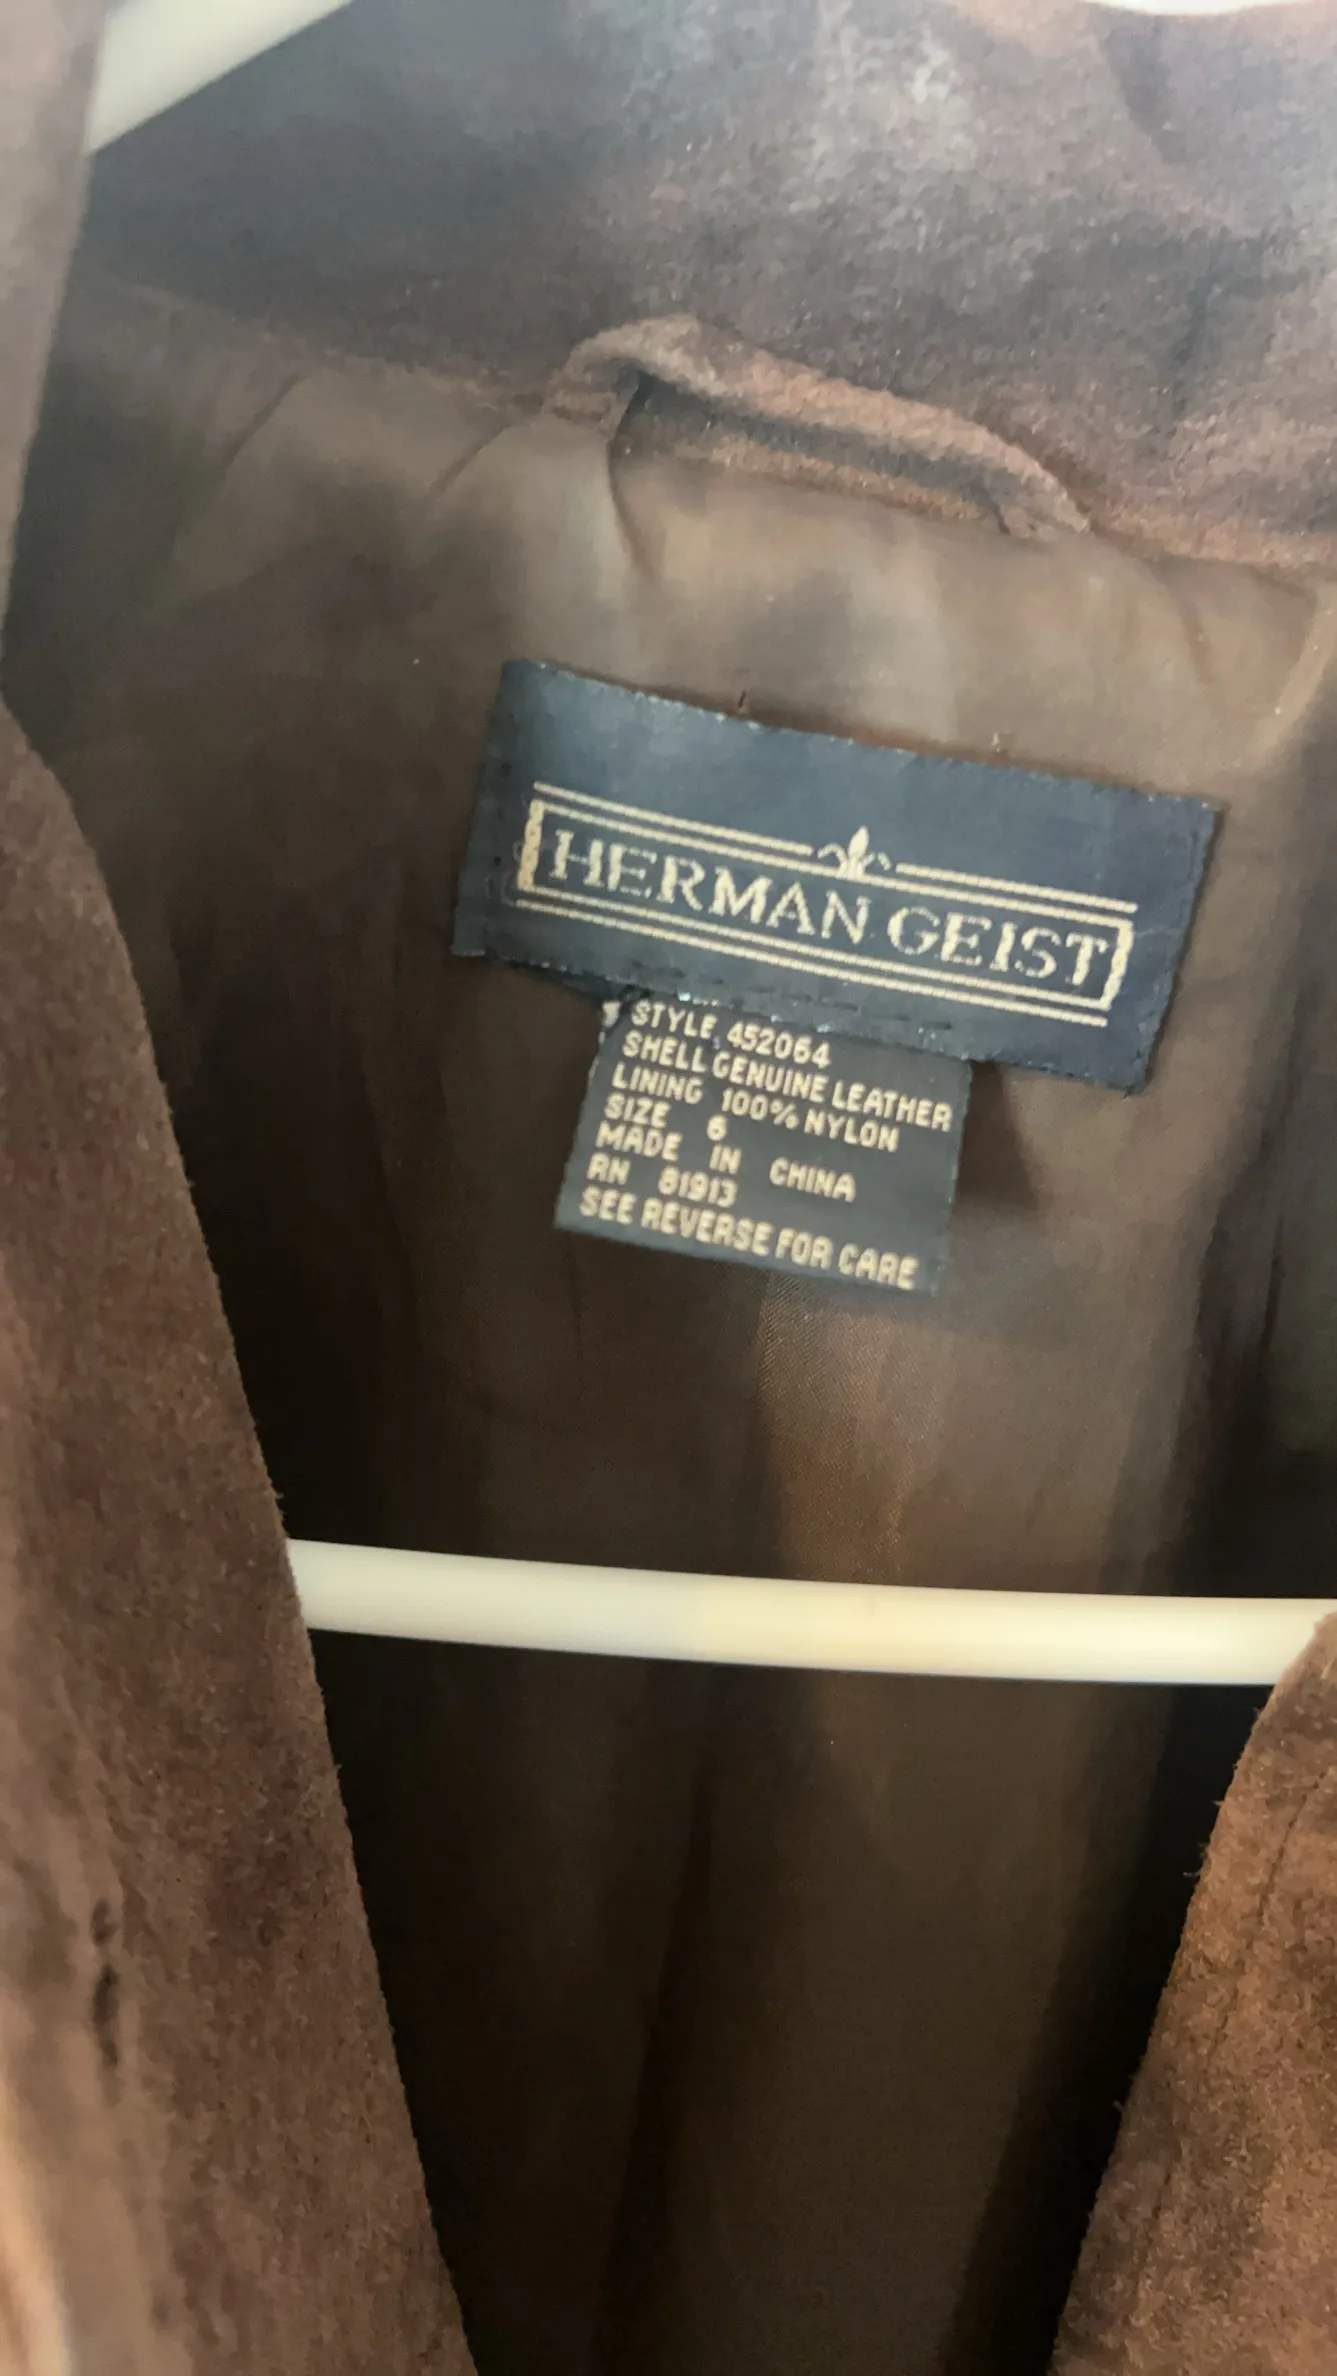 HERMAN GEIST
STYLE 452064
SHELL GENUINE LEATHER
LINING 100% NYLON
SIZE 6
MADE IN CHINA
RN 81913
SEE REVERSE FOR CARE